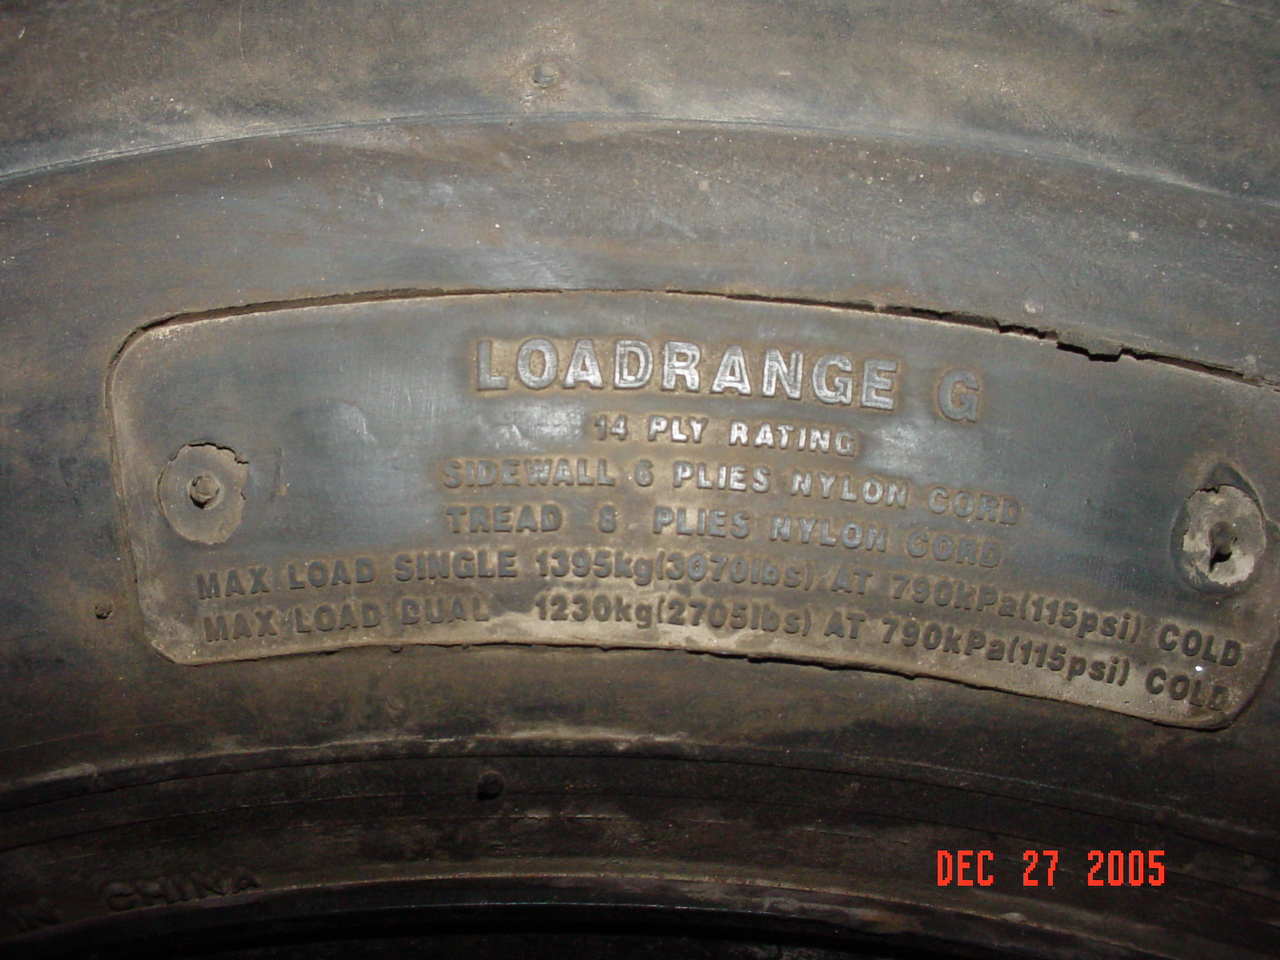 LOADRANGE G
14 PLY RATING
SIDEWALL 6 PLIES NYLON CORD
TREAD 8 PLIES NYLON CORD
MAX LOAD SINGLE 1395kg(3070lbs) AT 790kPa(115psi) COLD
MAX LOAD DUAL 1230kg(2705lbs) AT 790kPa(115psi) COLD
IN CHINA
DEC 27 2005